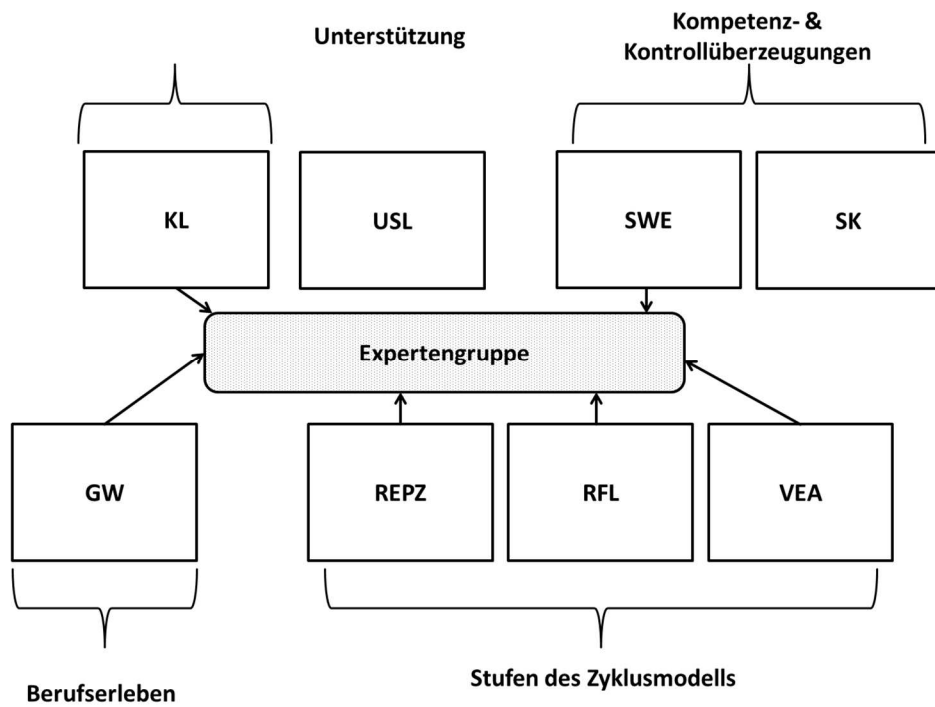 Unterstützung
Kompetenz- &
Kontrollüberzeugungen
KL
USL
SWE
SK
Expertengruppe
GW
REPZ
RFL
VEA
Berufserleben
Stufen des Zyklusmodells